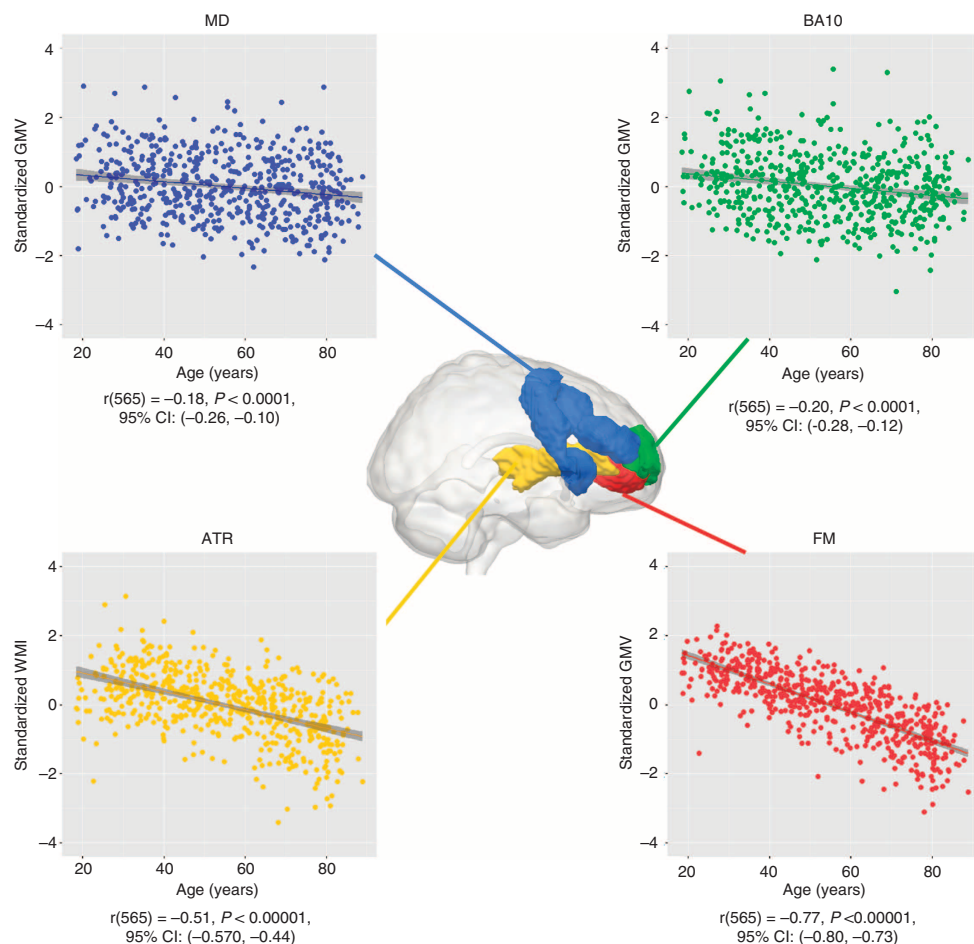 MD
Standardized GMV
4
2
0
−2
−4
20 40 60 80
Age (years)
r(565) = −0.18, P < 0.0001,
95% CI: (−0.26, −0.10)
BA10
Standardized GMV
4
2
0
−2
−4
20 40 60 80
Age (years)
r(565) = −0.20, P < 0.0001,
95% CI: (-0.28, −0.12)
ATR
Standardized WMI
4
2
0
−2
−4
20 40 60 80
Age (years)
r(565) = −0.51, P < 0.00001,
95% CI: (−0.570, −0.44)
FM
Standardized GMV
4
2
0
−2
−4
20 40 60 80
Age (years)
r(565) = −0.77, P <0.00001,
95% CI: (−0.80, −0.73)